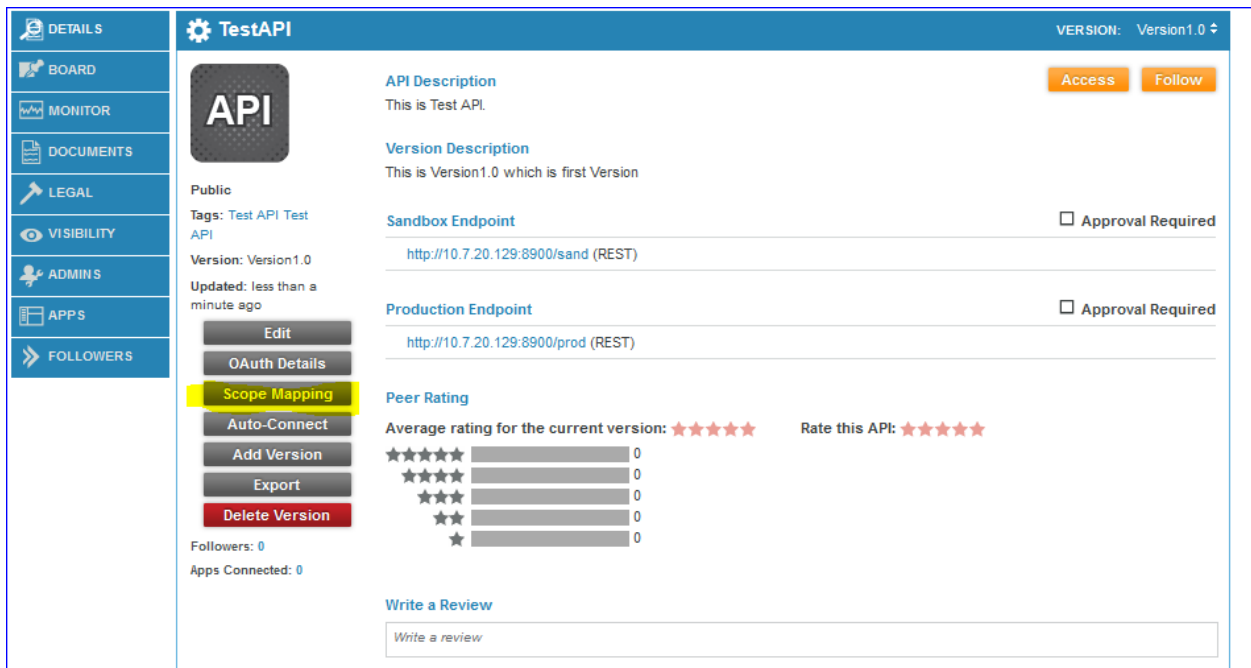 DETAILS
BOARD
MONITOR
DOCUMENTS
LEGAL
VISIBILITY
ADMINS
APPS
FOLLOWERS
TestAPI
VERSION: Version1.0
API
Public
Tags: Test API Test
API
Version: Version1.0
Updated: less than a
minute ago
Edit
OAuth Details
Scope Mapping
Auto-Connect
Add Version
Export
Delete Version
Followers: 0
Apps Connected: 0
API Description
This is Test API.
Access
Follow
Version Description
This is Version1.0 which is first Version
Sandbox Endpoint
Approval Required
http://10.7.20.129:8900/sand (REST)
Production Endpoint
Approval Required
http://10.7.20.129:8900/prod (REST)
Peer Rating
Average rating for the current version:
Rate this API:
0
0
0
0
0
Write a Review
Write a review